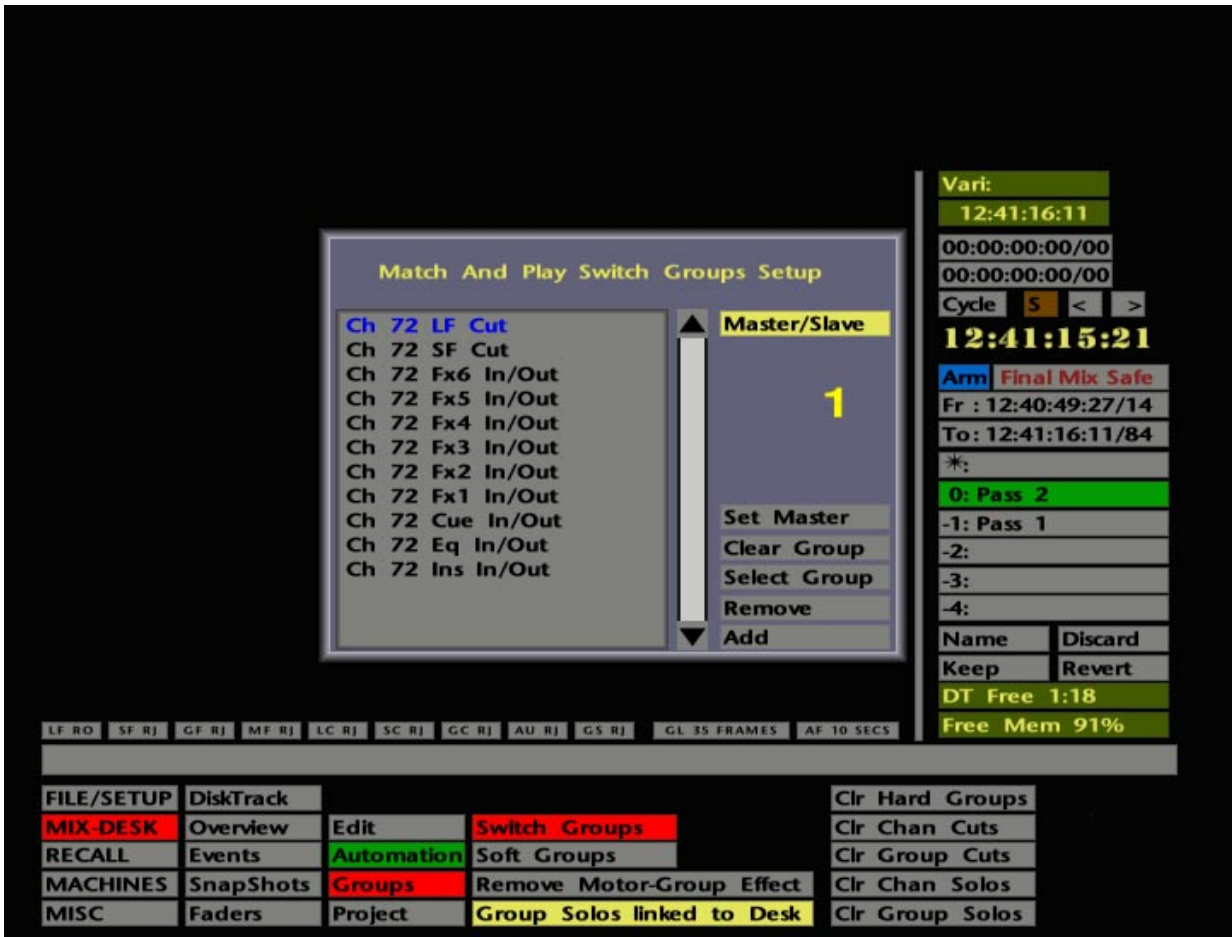 Vari:
12:41:16:11
00:00:00:00/00
00:00:00:00/00
Cycle S < >
12:41:15:21
Arm Final Mix Safe
Fr : 12:40:49:27/14
To: 12:41:16:11/84
*:
0: Pass 2
-1: Pass 1
-2:
-3:
-4:
Name Discard
Keep Revert
DT Free 1:18
Free Mem 91%
Match And Play Switch Groups Setup
Ch 72 LF Cut
Ch 72 SF Cut
Ch 72 Fx6 In/Out
Ch 72 Fx5 In/Out
Ch 72 Fx4 In/Out
Ch 72 Fx3 In/Out
Ch 72 Fx2 In/Out
Ch 72 Fx1 In/Out
Ch 72 Cue In/Out
Ch 72 Eq In/Out
Ch 72 Ins In/Out
Master/Slave
1
Set Master
Clear Group
Select Group
Remove
Add
LF RO SF RJ GF RJ MF RJ LC RJ SC RJ GC RJ AU RJ GS RJ GL 35 FRAMES AF 10 SECS
FILE/SETUP DiskTrack Clr Hard Groups
MIX-DESK Overview Edit Switch Groups Clr Chan Cuts
RECALL Events Automation Soft Groups Clr Group Cuts
MACHINES SnapShots Groups Remove Motor-Group Effect Clr Chan Solos
MISC Faders Project Group Solos linked to Desk Clr Group Solos